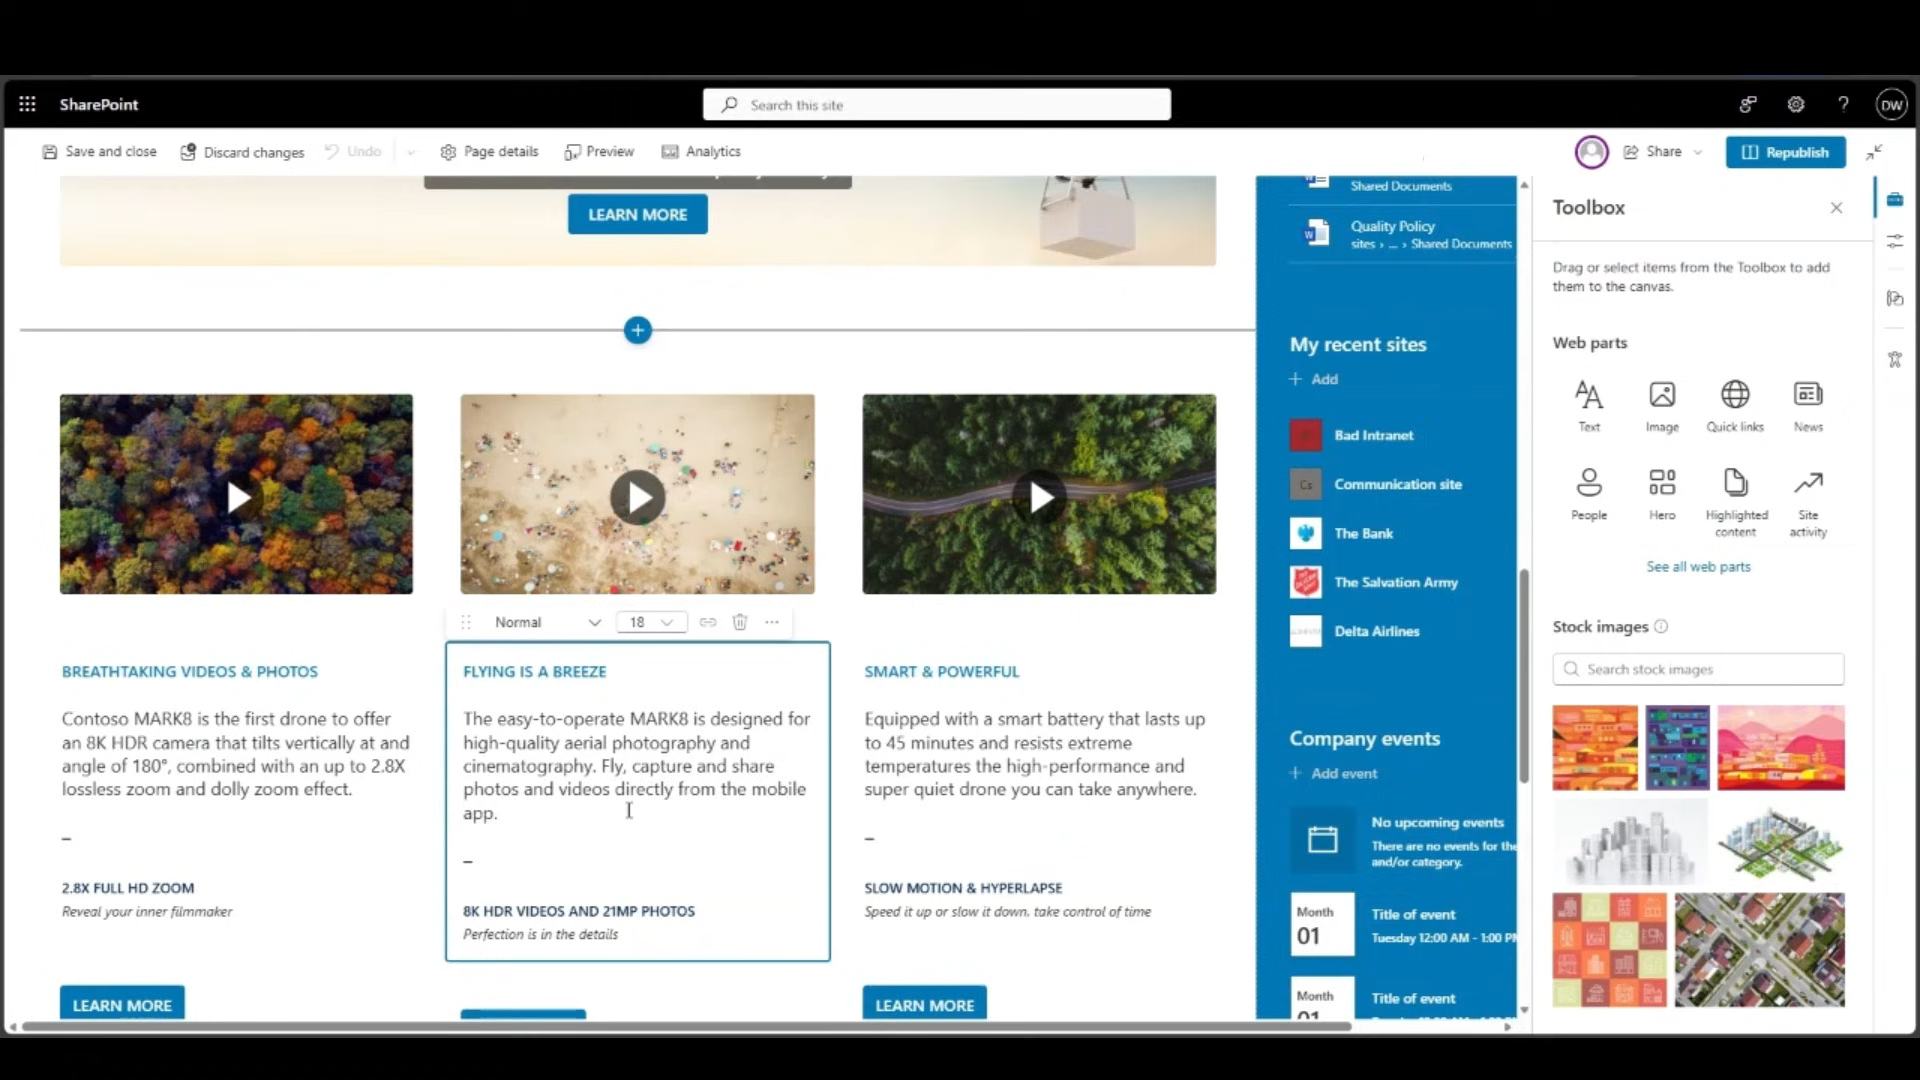 SharePoint
Search this site
DW
Save and close
Discard changes
Undo
Page details
Preview
Analytics
Share
Republish
LEARN MORE
Shared Documents
Quality Policy
sites › ... › Shared Documents
My recent sites
+ Add
Bad Intranet
Cs
Communication site
The Bank
The Salvation Army
Delta Airlines
Company events
+ Add event
No upcoming events
There are no events for the
and/or category.
Month
01
Title of event
Tuesday 12:00 AM - 1:00 P
Month
01
Title of event
Normal
18
BREATHTAKING VIDEOS & PHOTOS
Contoso MARK8 is the first drone to offer
an 8K HDR camera that tilts vertically at and
angle of 180°, combined with an up to 2.8X
lossless zoom and dolly zoom effect.
–
2.8X FULL HD ZOOM
Reveal your inner filmmaker
LEARN MORE
FLYING IS A BREEZE
The easy-to-operate MARK8 is designed for
high-quality aerial photography and
cinematography. Fly, capture and share
photos and videos directly from the mobile
app.
–
8K HDR VIDEOS AND 21MP PHOTOS
Perfection is in the details
SMART & POWERFUL
Equipped with a smart battery that lasts up
to 45 minutes and resists extreme
temperatures the high-performance and
super quiet drone you can take anywhere.
–
SLOW MOTION & HYPERLAPSE
Speed it up or slow it down. take control of time
LEARN MORE
Toolbox
Drag or select items from the Toolbox to add
them to the canvas.
Web parts
Text
Image
Quick links
News
People
Hero
Highlighted
content
Site
activity
See all web parts
Stock images
Search stock images